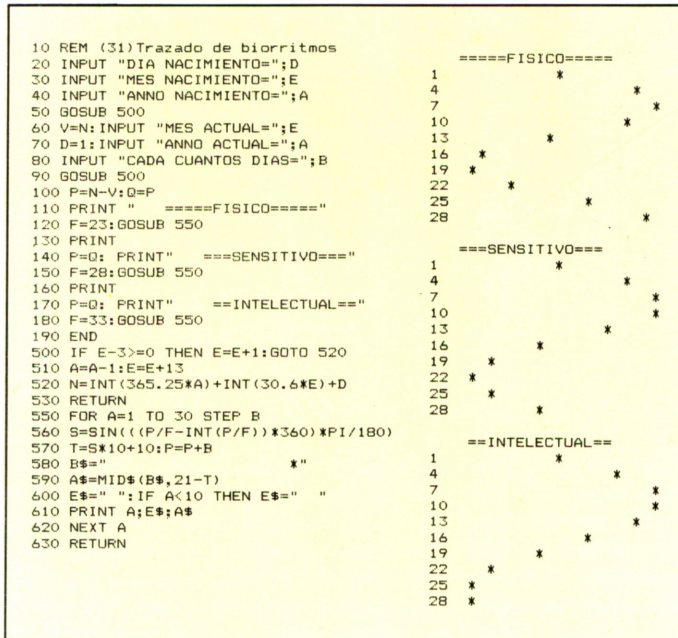 10 REM (31)Trazado de biorritmos
20 INPUT "DIA NACIMIENTO=";D
30 INPUT "MES NACIMIENTO=";E
40 INPUT "ANNO NACIMIENTO=";A
50 GOSUB 500
60 V=N:INPUT "MES ACTUAL=";E
70 D=1:INPUT "ANNO ACTUAL=";A
80 INPUT "CADA CUANTOS DIAS=";B
90 GOSUB 500
100 P=N-V:Q=P
110 PRINT "    =====FISICO====="
120 F=23:GOSUB 550
130 PRINT
140 P=Q: PRINT"    ===SENSITIVO==="
150 F=28:GOSUB 550
160 PRINT
170 P=Q: PRINT"    ==INTELECTUAL=="
180 F=33:GOSUB 550
190 END
500 IF E-3>=0 THEN E=E+1:GOTO 520
510 A=A-1:E=E+13
520 N=INT(365.25*A)+INT(30.6*E)+D
530 RETURN
550 FOR A=1 TO 30 STEP B
560 S=SIN(((P/F-INT(P/F))*360)*PI/180)
570 T=S*10+10:P=P+B
580 B$="                    *"
590 A$=MID$(B$,21-T)
600 E$=" ":IF A<10 THEN E$="  "
610 PRINT A;E$;A$
620 NEXT A
630 RETURN
=====FISICO=====
1 *
4 *
7 *
10 *
13 *
16 *
19 *
22 *
25 *
28 *
===SENSITIVO===
1 *
4 *
7 *
10 *
13 *
16 *
19 *
22 *
25 *
28 *
==INTELECTUAL==
1 *
4 *
7 *
10 *
13 *
16 *
19 *
22 *
25 *
28 *